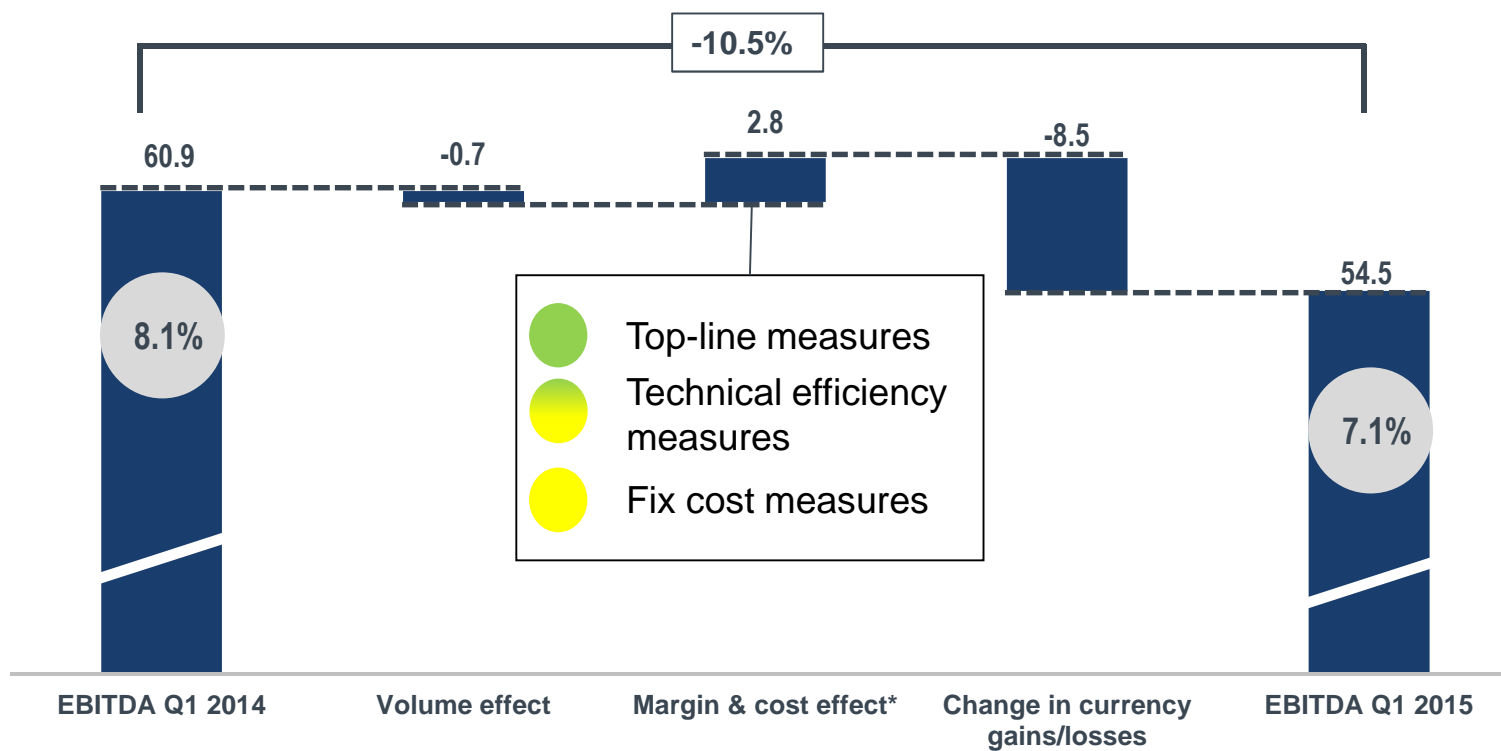 -10.5%
60.9
-0.7
2.8
-8.5
54.5
8.1%
7.1%
Top-line measures
Technical efficiency
measures
Fix cost measures
EBITDA Q1 2014
Volume effect
Margin & cost effect*
Change in currency
gains/losses
EBITDA Q1 2015